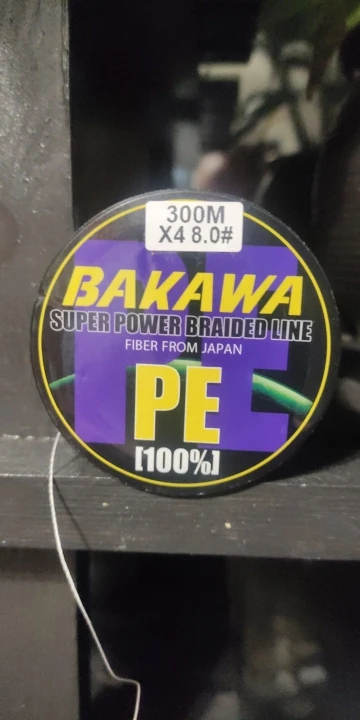 300M
X4 8.0#
BAKAWA
SUPER POWER BRAIDED LINE
FIBER FROM JAPAN
PE
[100%]